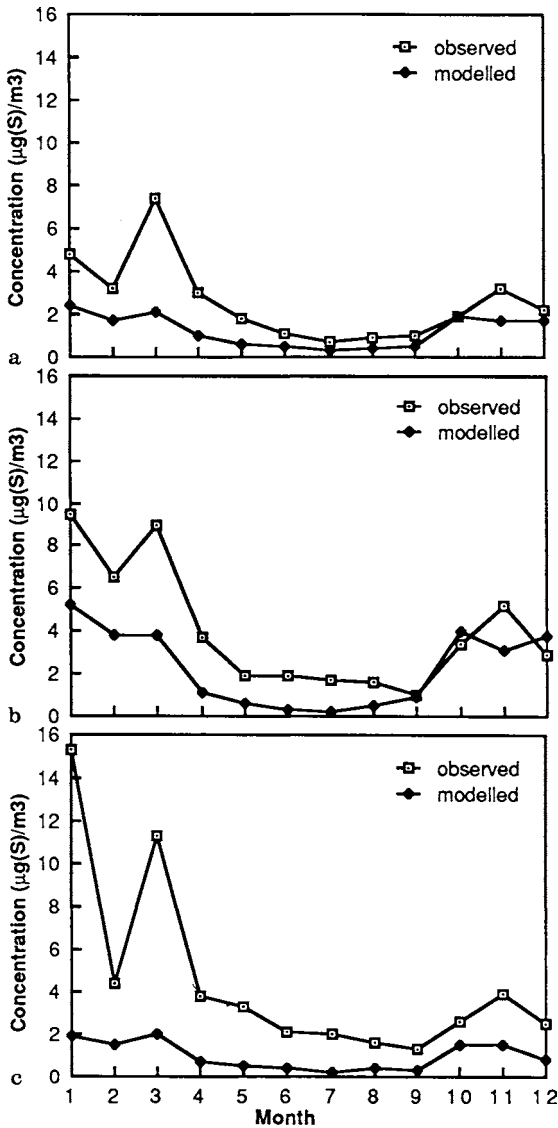 16
14
12
10
8
6
4
2
0
Concentration (µg(S)/m3)
observed
modelled
a
16
14
12
10
8
6
4
2
0
Concentration (µg(S)/m3)
observed
modelled
b
16
14
12
10
8
6
4
2
0
Concentration (µg(S)/m3)
observed
modelled
c
1 2 3 4 5 6 7 8 9 10 11 12
Month